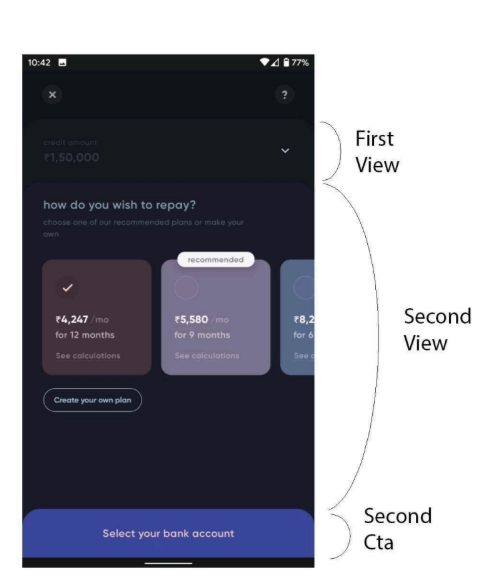 10:42 77%
?
credit amount
₹1,50,000
First
View
how do you wish to repay?
choose one of our recommended plans or make your
own
recommended
₹4,247 /mo
for 12 months
See calculations
₹5,580 /mo
for 9 months
See calculations
₹8,2
for 6
See c
Create your own plan
Second
View
Select your bank account
Second
Cta